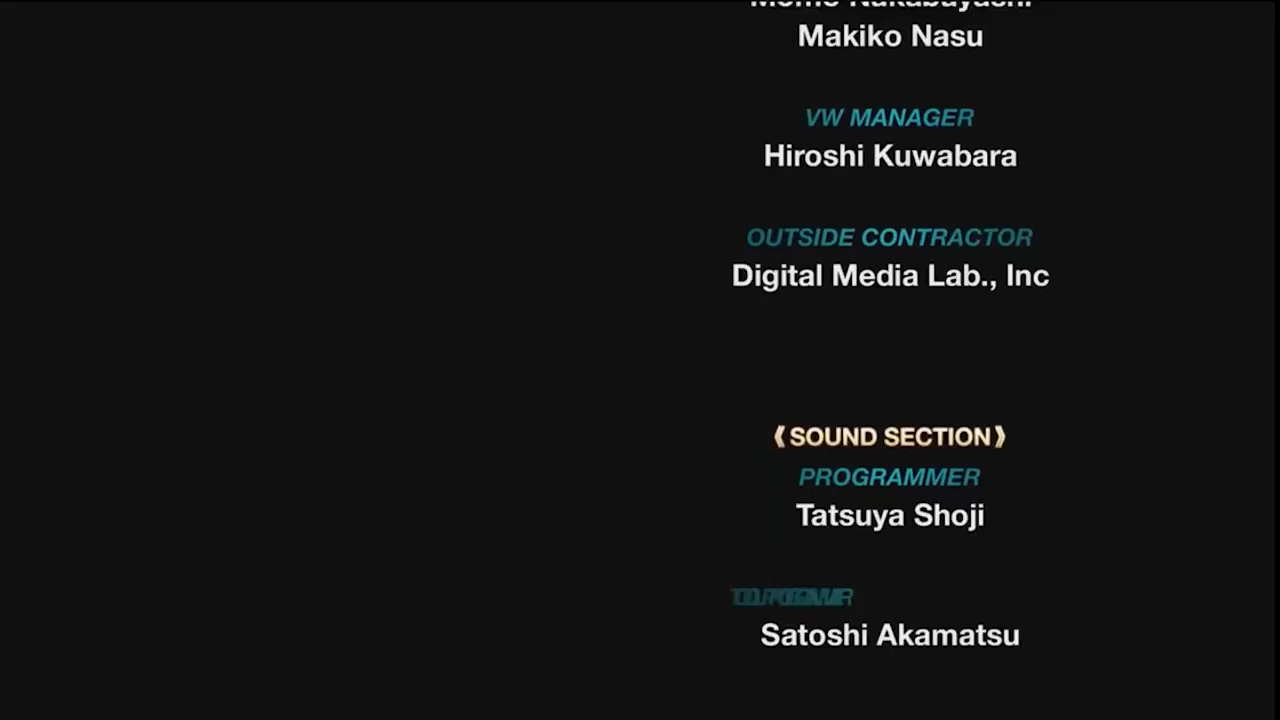 Makiko Nasu
VW MANAGER
Hiroshi Kuwabara
OUTSIDE CONTRACTOR
Digital Media Lab., Inc
《SOUND SECTION》
PROGRAMMER
Tatsuya Shoji
Satoshi Akamatsu